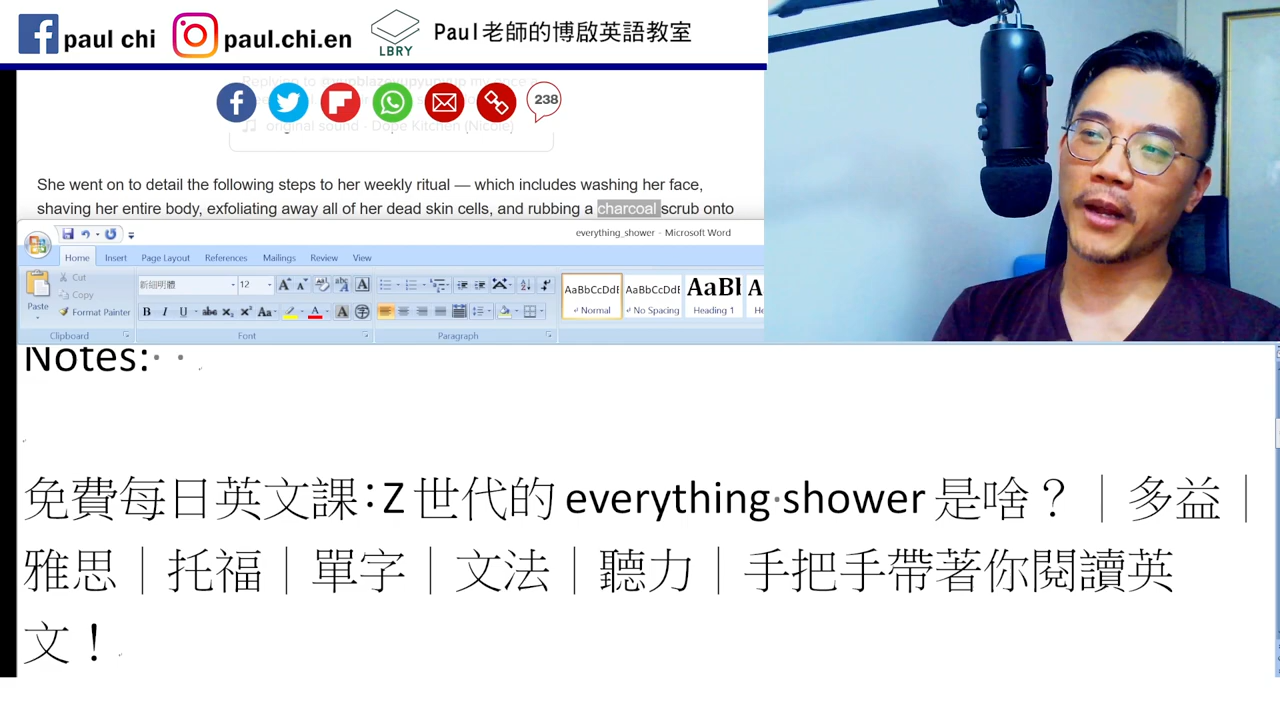 paul chi
paul.chi.en
LBRY
Paul老師的博啟英語教室
238
original sound - Dope Kitchen (Nicole)
She went on to detail the following steps to her weekly ritual — which includes washing her face,
shaving her entire body, exfoliating away all of her dead skin cells, and rubbing a charcoal scrub onto
everything_shower - Microsoft Word
Home Insert Page Layout References Mailings Review View
Paste
Cut
Copy
Format Painter
Clipboard
新細明體 12
Font
Paragraph
AaBbCcDdE AaBbCcDdE AaBl
Normal No Spacing Heading 1
Notes:
免費每日英文課：Z世代的 everything shower 是啥？｜多益｜
雅思｜托福｜單字｜文法｜聽力｜手把手帶著你閱讀英
文！